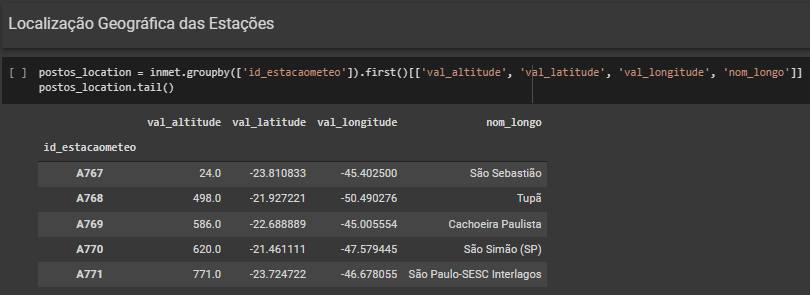 Localização Geográfica das Estações
[ ] postos_location = inmet.groupby(['id_estacaometeo']).first()[['val_altitude', 'val_latitude', 'val_longitude', 'nom_longo']]
postos_location.tail()
val_altitude val_latitude val_longitude nom_longo
id_estacaometeo
A767 24.0 -23.810833 -45.402500 São Sebastião
A768 498.0 -21.927221 -50.490276 Tupã
A769 586.0 -22.688889 -45.005554 Cachoeira Paulista
A770 620.0 -21.461111 -47.579445 São Simão (SP)
A771 771.0 -23.724722 -46.678055 São Paulo-SESC Interlagos